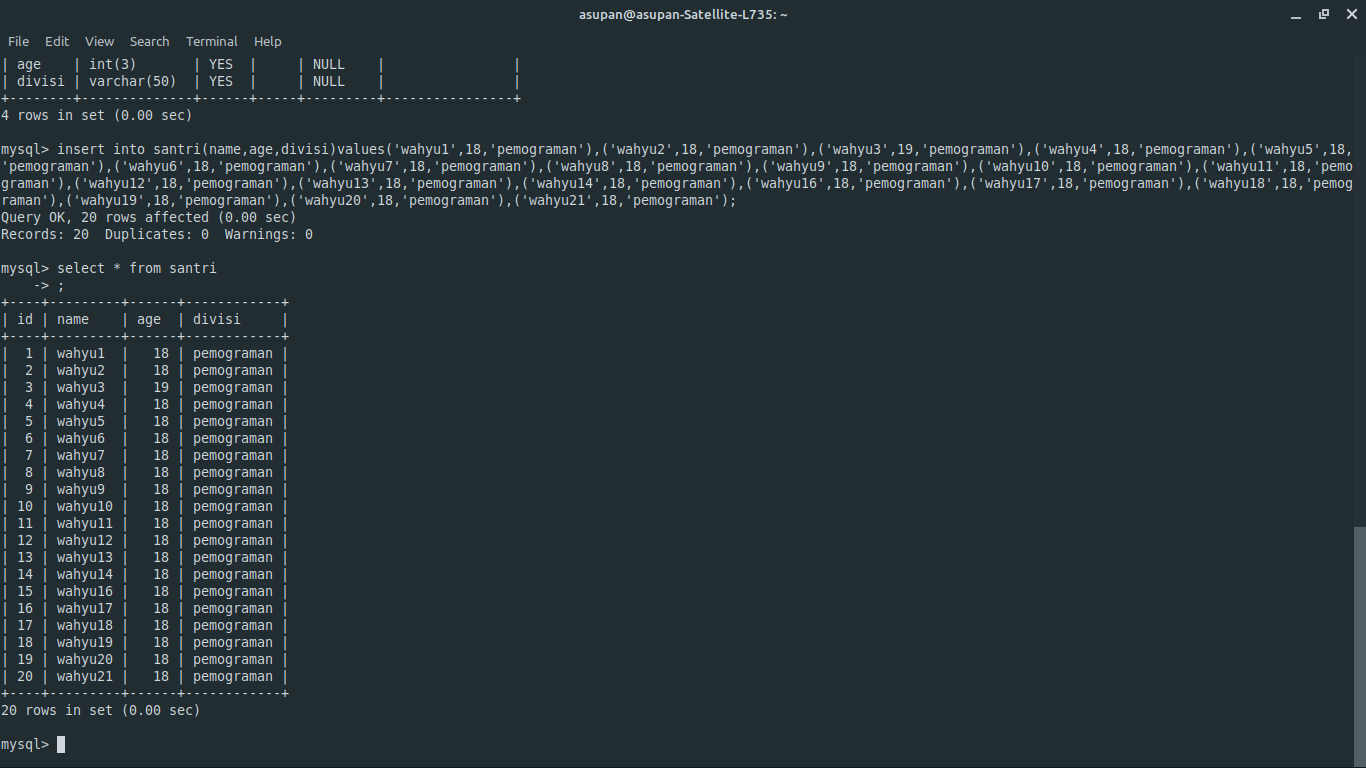 asupan@asupan-Satellite-L735: ~
File Edit View Search Terminal Help
| age    | int(3)       | YES  |     | NULL    |                |
| divisi | varchar(50)  | YES  |     | NULL    |                |
+--------+--------------+------+-----+---------+----------------+
4 rows in set (0.00 sec)
mysql> insert into santri(name,age,divisi)values('wahyu1',18,'pemograman'),('wahyu2',18,'pemograman'),('wahyu3',19,'pemograman'),('wahyu4',18,'pemograman'),('wahyu5',18,
'pemograman'),('wahyu6',18,'pemograman'),('wahyu7',18,'pemograman'),('wahyu8',18,'pemograman'),('wahyu9',18,'pemograman'),('wahyu10',18,'pemograman'),('wahyu11',18,'pemo
graman'),('wahyu12',18,'pemograman'),('wahyu13',18,'pemograman'),('wahyu14',18,'pemograman'),('wahyu16',18,'pemograman'),('wahyu17',18,'pemograman'),('wahyu18',18,'pemog
raman'),('wahyu19',18,'pemograman'),('wahyu20',18,'pemograman'),('wahyu21',18,'pemograman');
Query OK, 20 rows affected (0.00 sec)
Records: 20  Duplicates: 0  Warnings: 0
mysql> select * from santri
    -> ;
+----+---------+------+------------+
| id | name    | age  | divisi     |
+----+---------+------+------------+
|  1 | wahyu1  |   18 | pemograman |
|  2 | wahyu2  |   18 | pemograman |
|  3 | wahyu3  |   19 | pemograman |
|  4 | wahyu4  |   18 | pemograman |
|  5 | wahyu5  |   18 | pemograman |
|  6 | wahyu6  |   18 | pemograman |
|  7 | wahyu7  |   18 | pemograman |
|  8 | wahyu8  |   18 | pemograman |
|  9 | wahyu9  |   18 | pemograman |
| 10 | wahyu10 |   18 | pemograman |
| 11 | wahyu11 |   18 | pemograman |
| 12 | wahyu12 |   18 | pemograman |
| 13 | wahyu13 |   18 | pemograman |
| 14 | wahyu14 |   18 | pemograman |
| 15 | wahyu16 |   18 | pemograman |
| 16 | wahyu17 |   18 | pemograman |
| 17 | wahyu18 |   18 | pemograman |
| 18 | wahyu19 |   18 | pemograman |
| 19 | wahyu20 |   18 | pemograman |
| 20 | wahyu21 |   18 | pemograman |
+----+---------+------+------------+
20 rows in set (0.00 sec)
mysql>